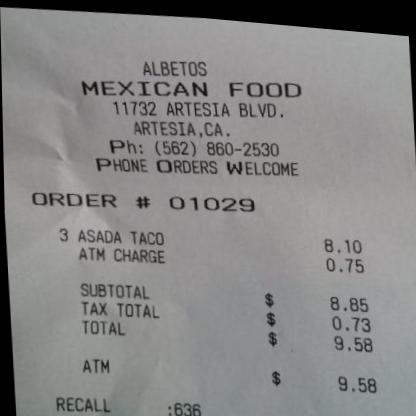 ALBETOS
MEXICAN FOOD
11732 ARTESIA BLVD.
ARTESIA,CA.
Ph: (562) 860-2530
PHONE ORDERS WELCOME
ORDER # 01029
3 ASADA TACO 8.10
ATM CHARGE 0.75
SUBTOTAL $ 8.85
TAX TOTAL $ 0.73
TOTAL $ 9.58
ATM $ 9.58
RECALL :636